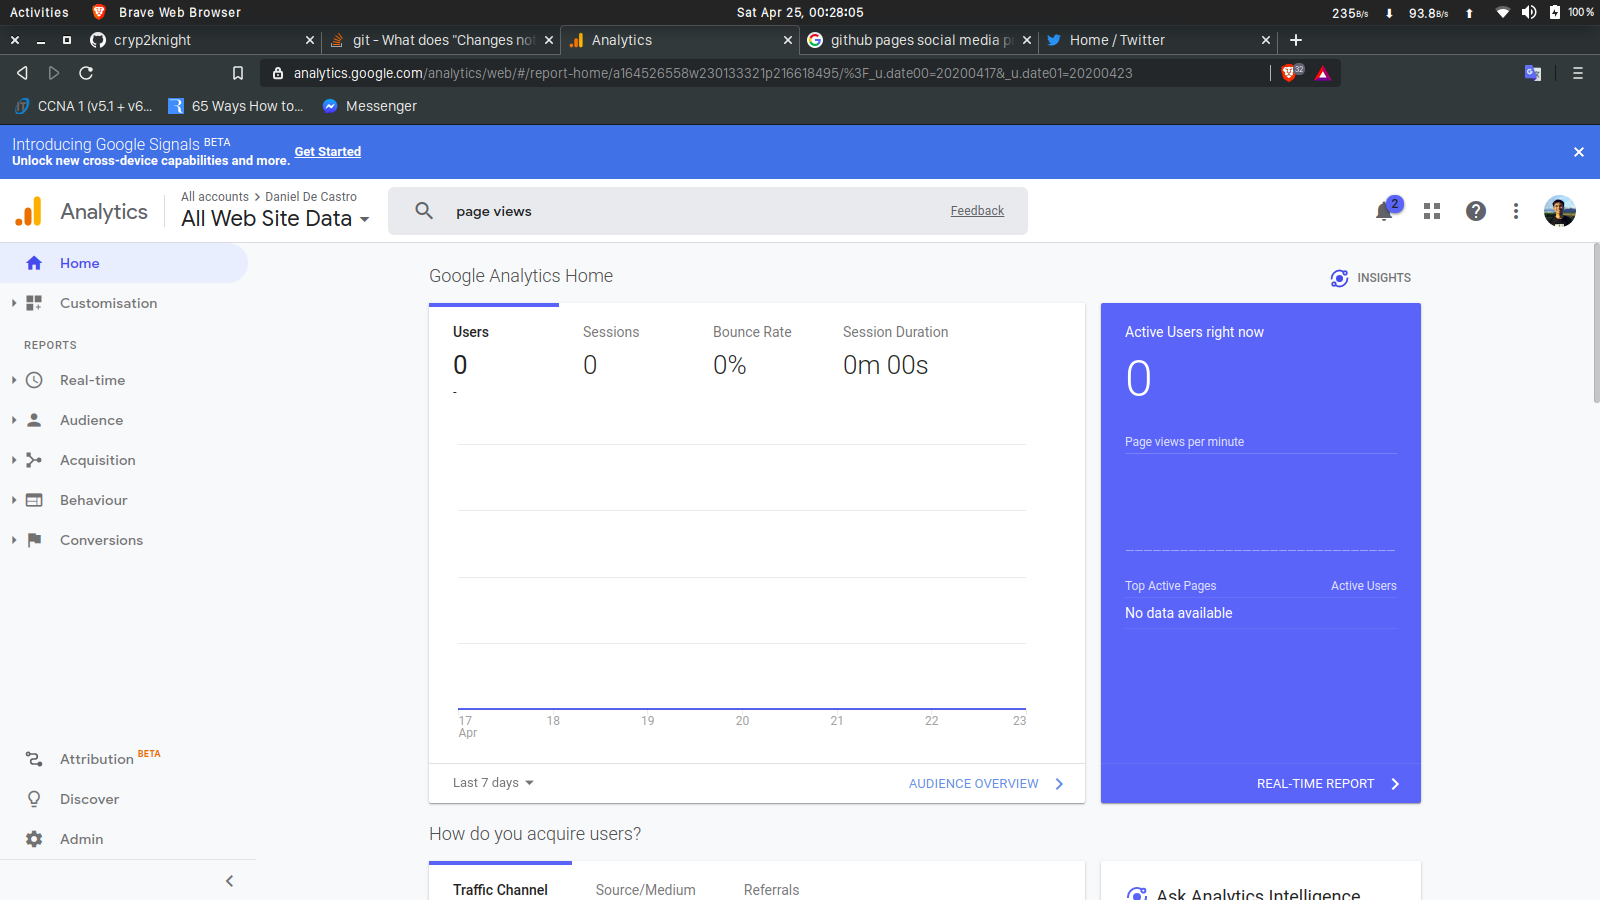 Activities Brave Web Browser Sat Apr 25, 00:28:05 235B/s 93.8B/s 100 %
cryp2knight git - What does "Changes not Analytics github pages social media p Home / Twitter
analytics.google.com/analytics/web/#/report-home/a164526558w230133321p216618495/%3F_u.date00=20200417&_u.date01=20200423 32
CCNA 1 (v5.1 + v6... 65 Ways How to... Messenger
Introducing Google Signals BETA
Unlock new cross-device capabilities and more. Get Started
Analytics
All accounts > Daniel De Castro
All Web Site Data
page views Feedback
2
Home
Customisation
REPORTS
Real-time
Audience
Acquisition
Behaviour
Conversions
Attribution BETA
Discover
Admin
Google Analytics Home
INSIGHTS
Users Sessions Bounce Rate Session Duration
0 0 0% 0m 00s
-
17 18 19 20 21 22 23
Apr
Last 7 days AUDIENCE OVERVIEW
Active Users right now
0
Page views per minute
Top Active Pages Active Users
No data available
REAL-TIME REPORT
How do you acquire users?
Traffic Channel Source/Medium Referrals
Ask Analytics Intelligence